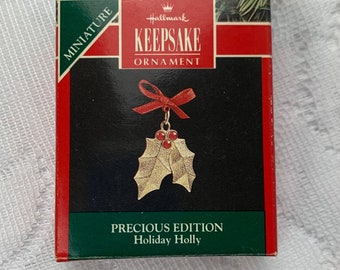 MINIATURE
Hallmark
KEEPSAKE
ORNAMENT
PRECIOUS EDITION
Holiday Holly